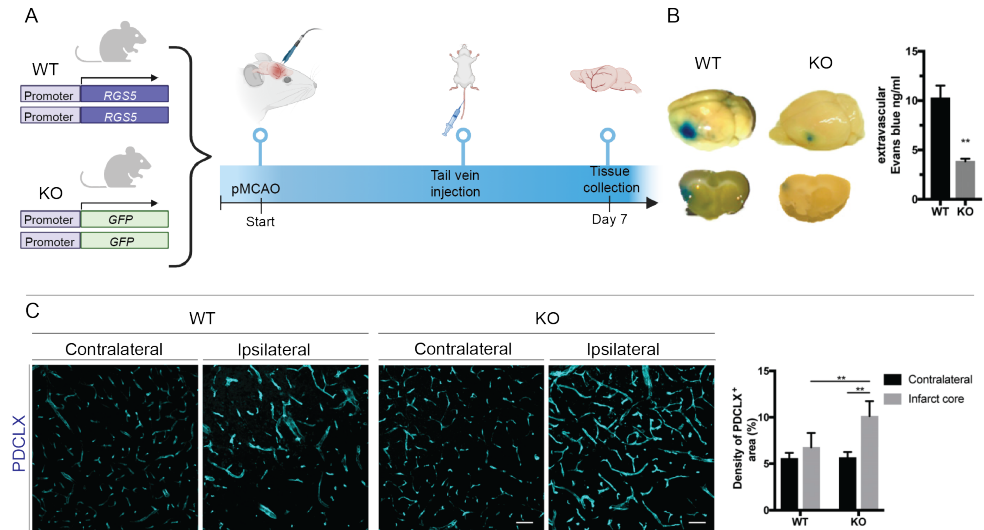 A
WT
Promoter RGS5
Promoter RGS5
KO
Promoter GFP
Promoter GFP
pMCAO
Start
Tail vein
injection
Tissue
collection
Day 7
B
WT KO
extravascular
Evans blue ng/ml
15
10
5
0
**
WT KO
C
WT KO
Contralateral Ipsilateral Contralateral Ipsilateral
PDCLX
Density of PDCLX+
area (%)
15
10
5
0
**
**
WT KO
Contralateral
Infarct core